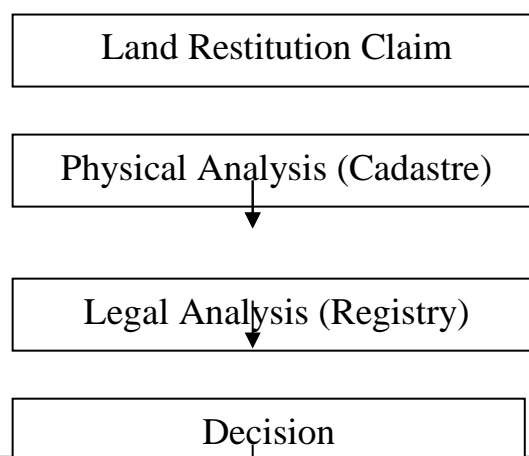 Land Restitution Claim
Physical Analysis (Cadastre)
Legal Analysis (Registry)
Decision